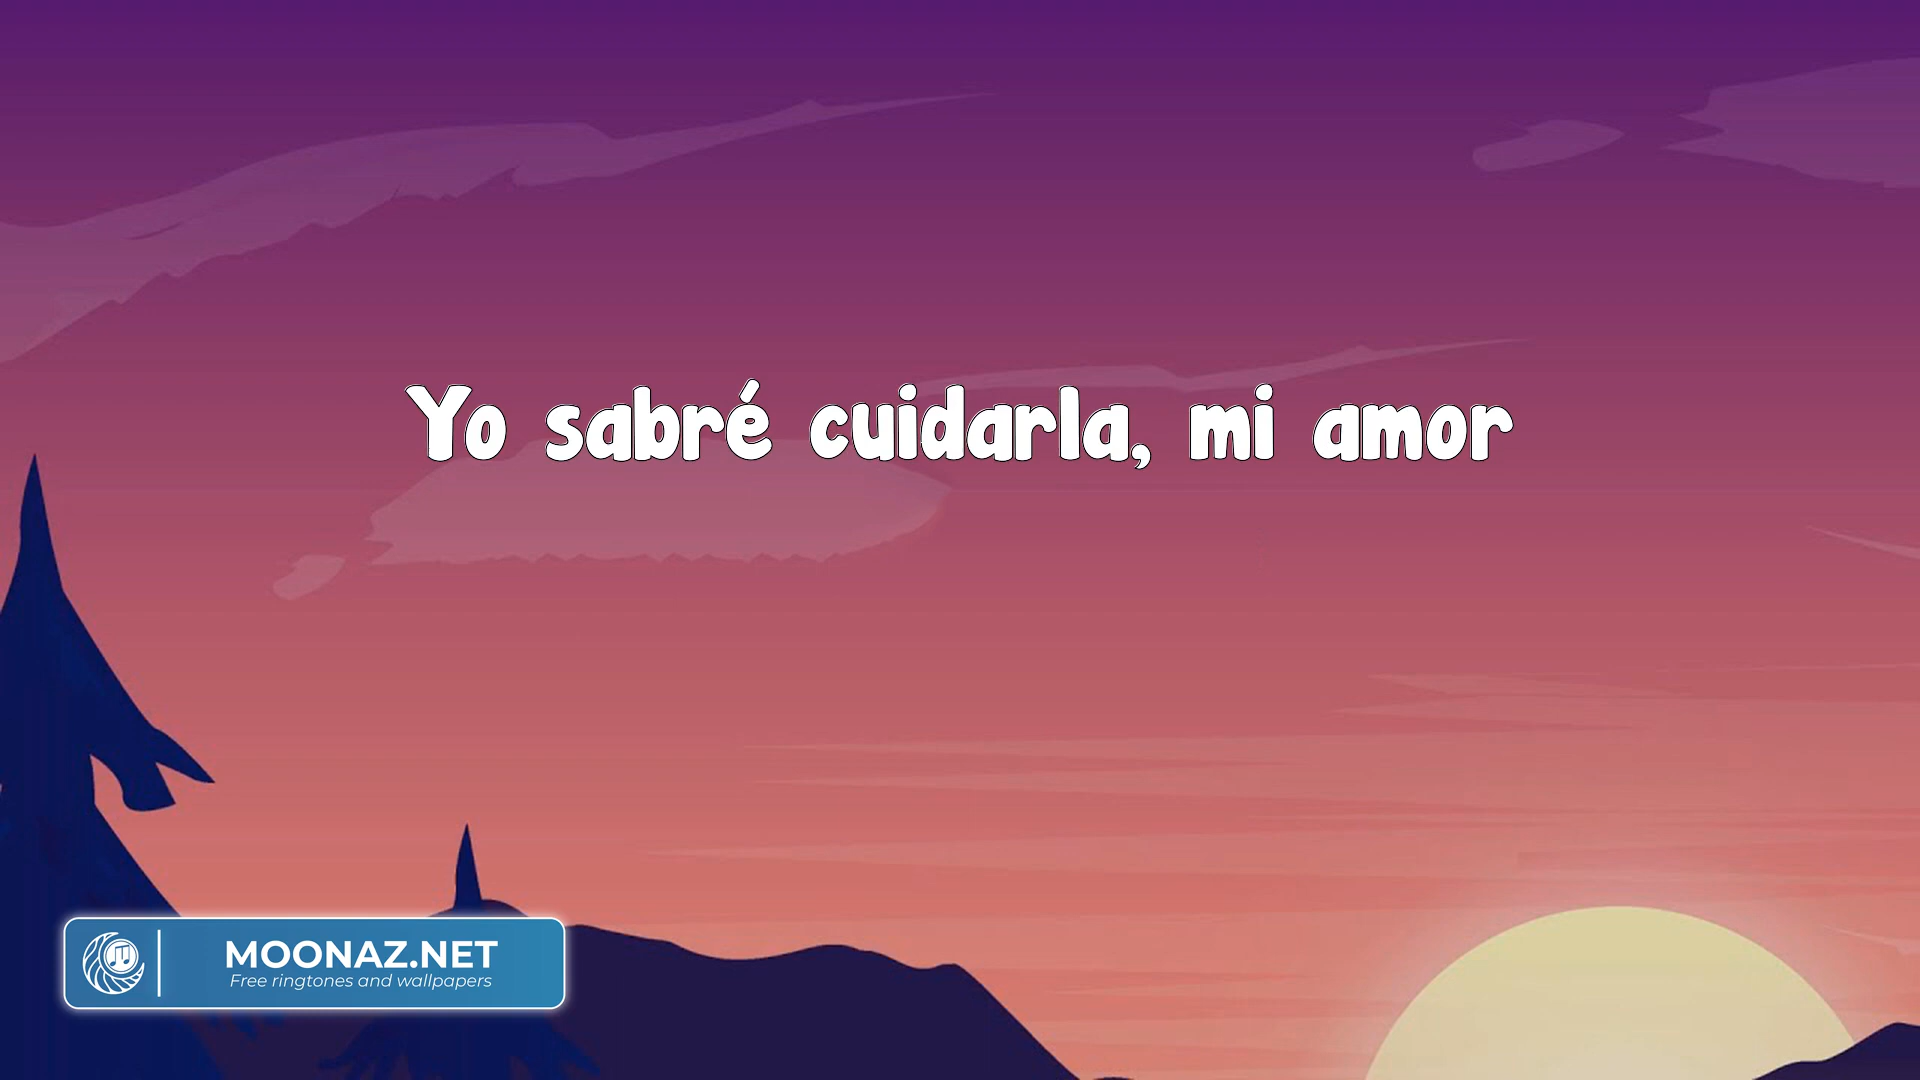 Yo sabré cuidarla, mi amor
MOONAZ.NET
Free ringtones and wallpapers